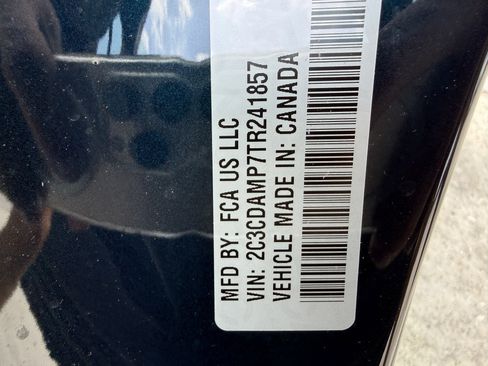 MFD BY: FCA US LLC
VIN: 2C3CDAMP7TR241857
VEHICLE MADE IN: CANADA